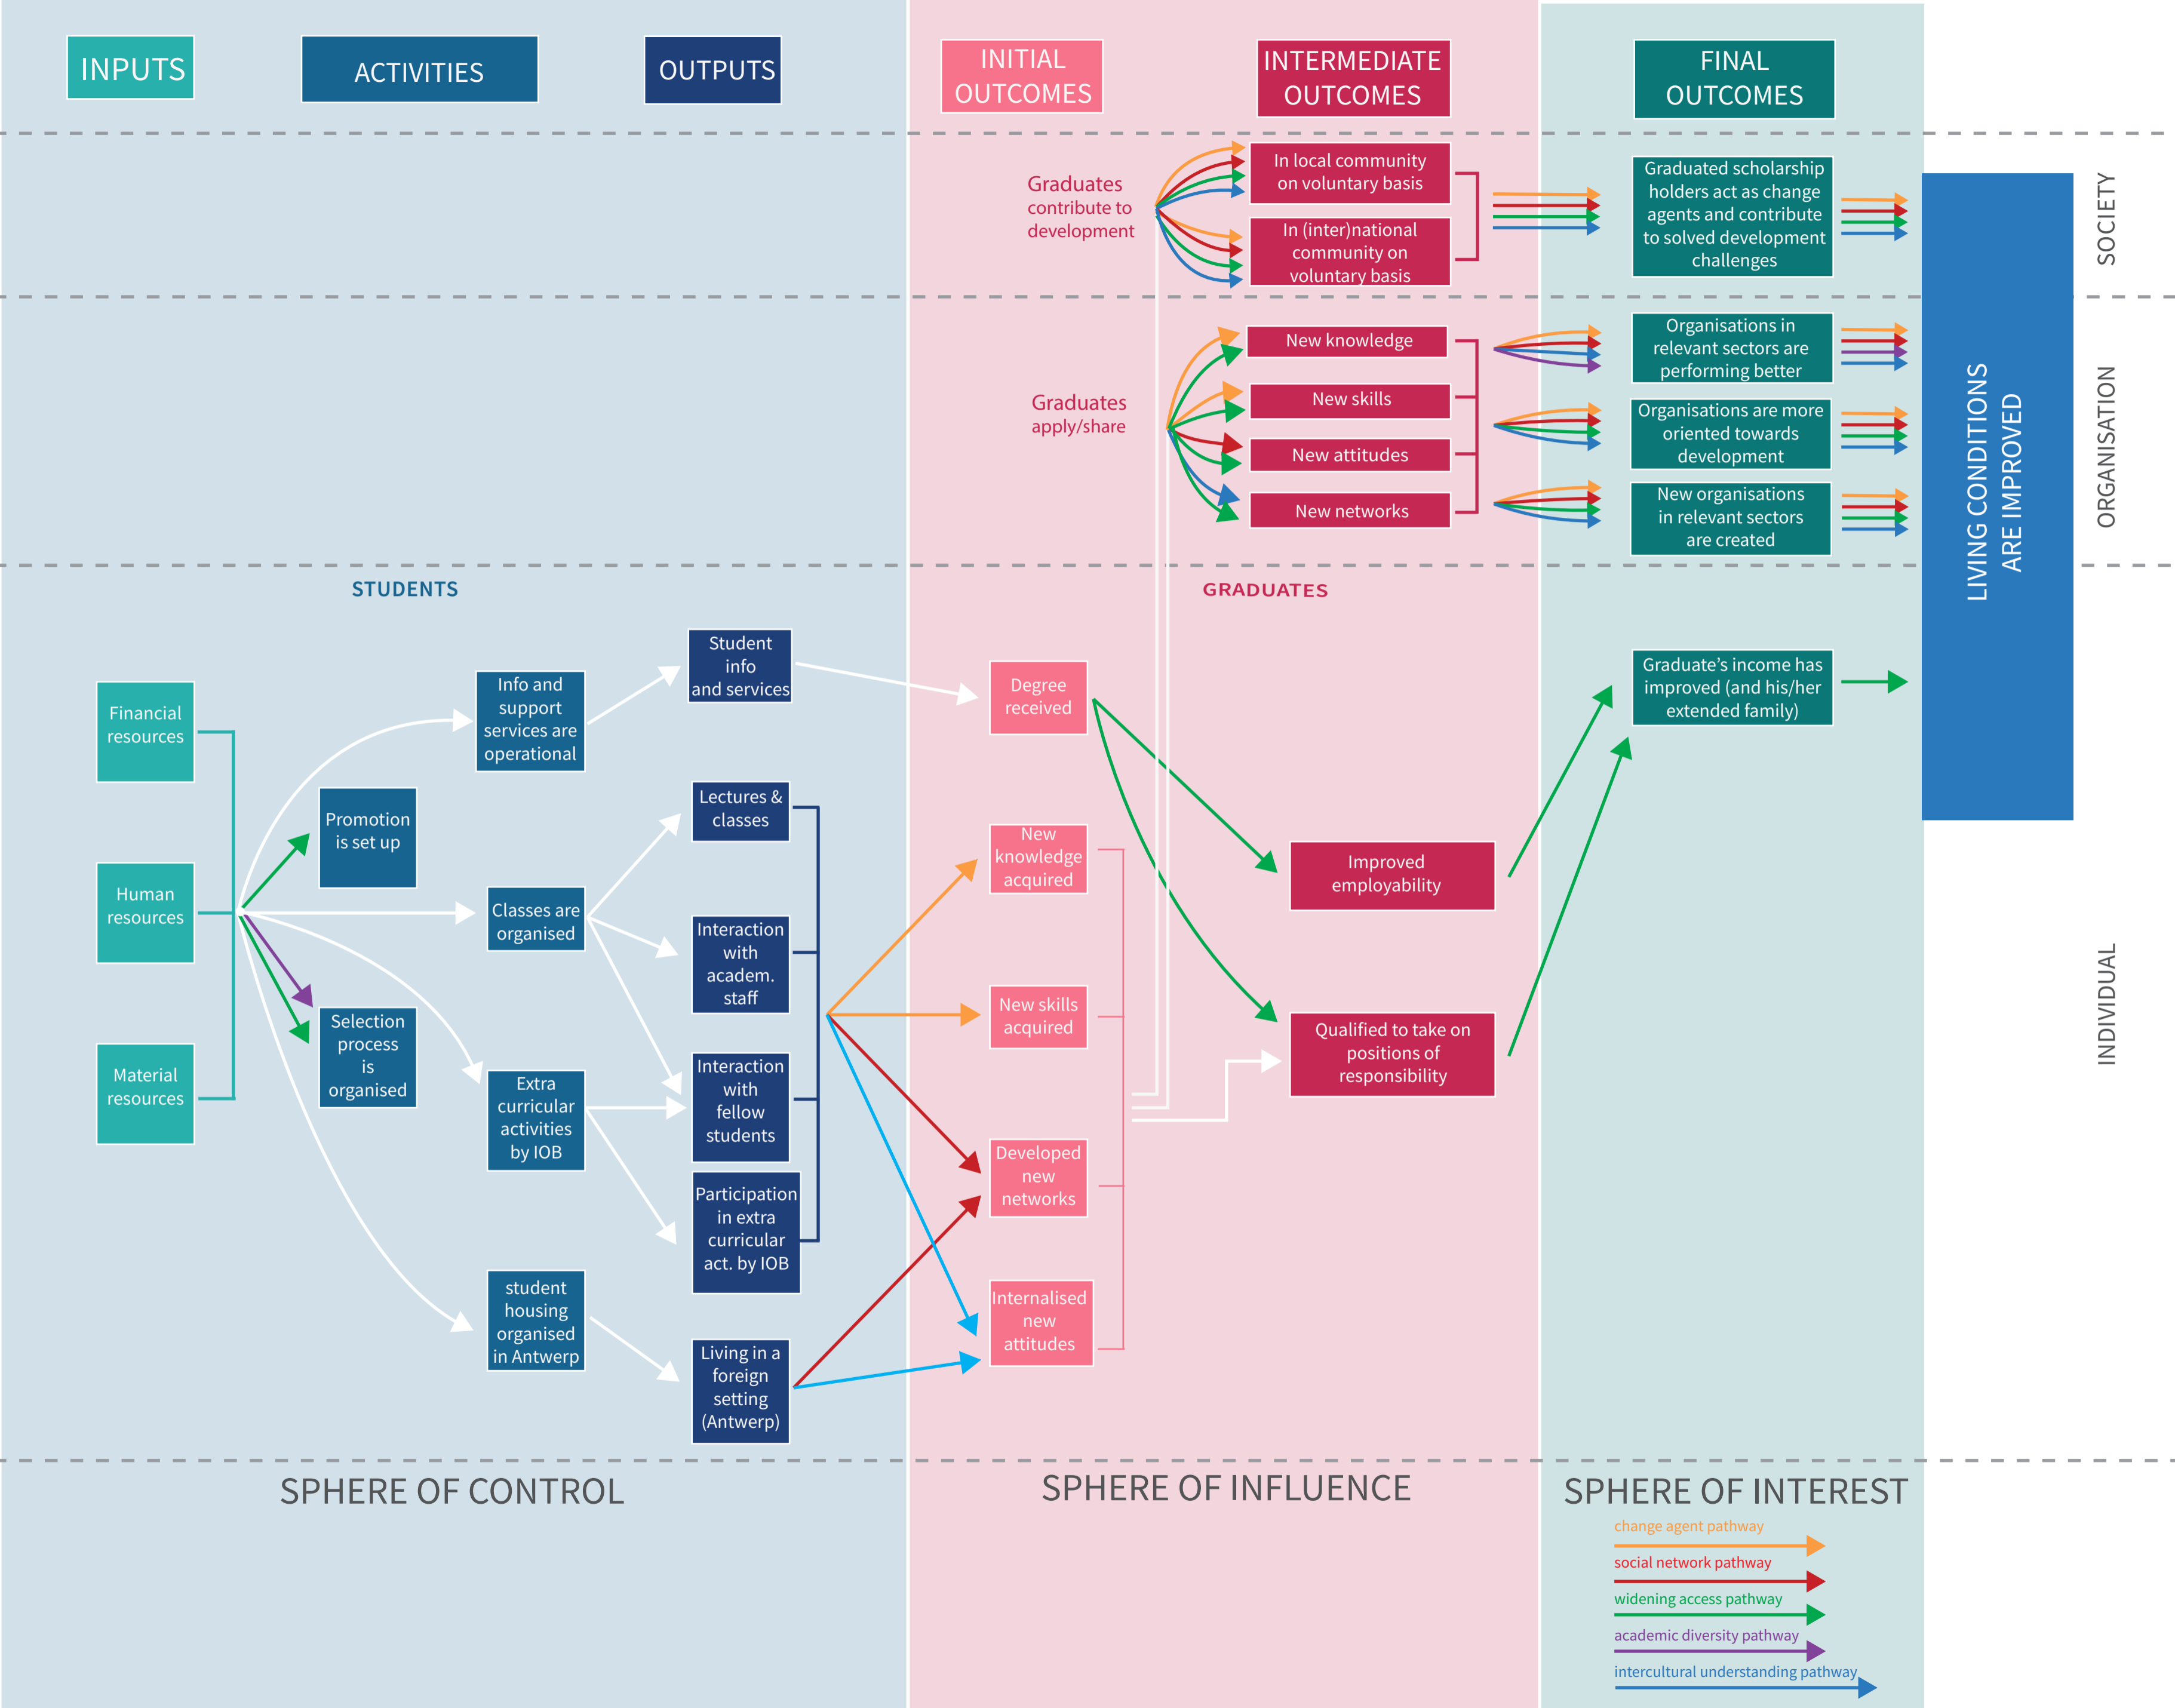 INPUTS
ACTIVITIES
OUTPUTS
INITIAL
OUTCOMES
INTERMEDIATE
OUTCOMES
FINAL
OUTCOMES
Graduates
contribute to
development
In local community
on voluntary basis
In (inter)national
community on
voluntary basis
Graduated scholarship
holders act as change
agents and contribute
to solved development
challenges
SOCIETY
Graduates
apply/share
New knowledge
New skills
New attitudes
New networks
Organisations in
relevant sectors are
performing better
Organisations are more
oriented towards
development
New organisations
in relevant sectors
are created
LIVING CONDITIONS
ARE IMPROVED
ORGANISATION
STUDENTS
GRADUATES
Financial
resources
Human
resources
Material
resources
Info and
support
services are
operational
Promotion
is set up
Classes are
organised
Selection
process
is
organised
Extra
curricular
activities
by IOB
student
housing
organised
in Antwerp
Student
info
and services
Lectures &
classes
Interaction
with
academ.
staff
Interaction
with
fellow
students
Participation
in extra
curricular
act. by IOB
Living in a
foreign
setting
(Antwerp)
Degree
received
New
knowledge
acquired
New skills
acquired
Developed
new
networks
Internalised
new
attitudes
Improved
employability
Qualified to take on
positions of
responsibility
Graduate’s income has
improved (and his/her
extended family)
INDIVIDUAL
SPHERE OF CONTROL
SPHERE OF INFLUENCE
SPHERE OF INTEREST
change agent pathway
social network pathway
widening access pathway
academic diversity pathway
intercultural understanding pathway